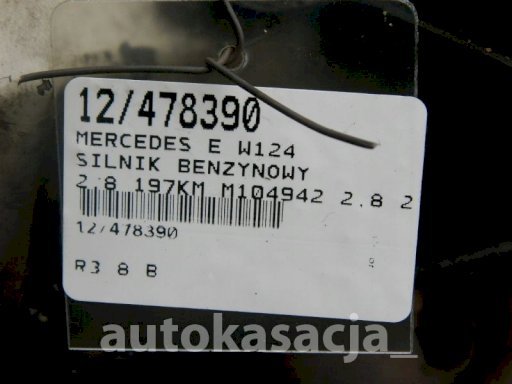 12/478390
MERCEDES E W124
SILNIK BENZYNOWY
2.8 197KM M104942 2.8 2
12/478390
R3 8 B
autokasacja_